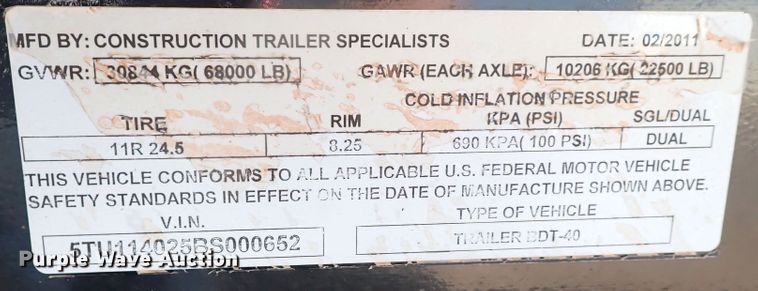 MFD BY: CONSTRUCTION TRAILER SPECIALISTS DATE: 02/2011
GVWR: 30844 KG( 68000 LB) GAWR (EACH AXLE): 10206 KG( 22500 LB)
COLD INFLATION PRESSURE
TIRE RIM KPA (PSI) SGL/DUAL
11R 24.5 8.25 690 KPA( 100 PSI) DUAL
THIS VEHICLE CONFORMS TO ALL APPLICABLE U.S. FEDERAL MOTOR VEHICLE
SAFETY STANDARDS IN EFFECT ON THE DATE OF MANUFACTURE SHOWN ABOVE.
V.I.N. TYPE OF VEHICLE
5TU114025BS000652 TRAILER BDT-40
Purple Wave Auction